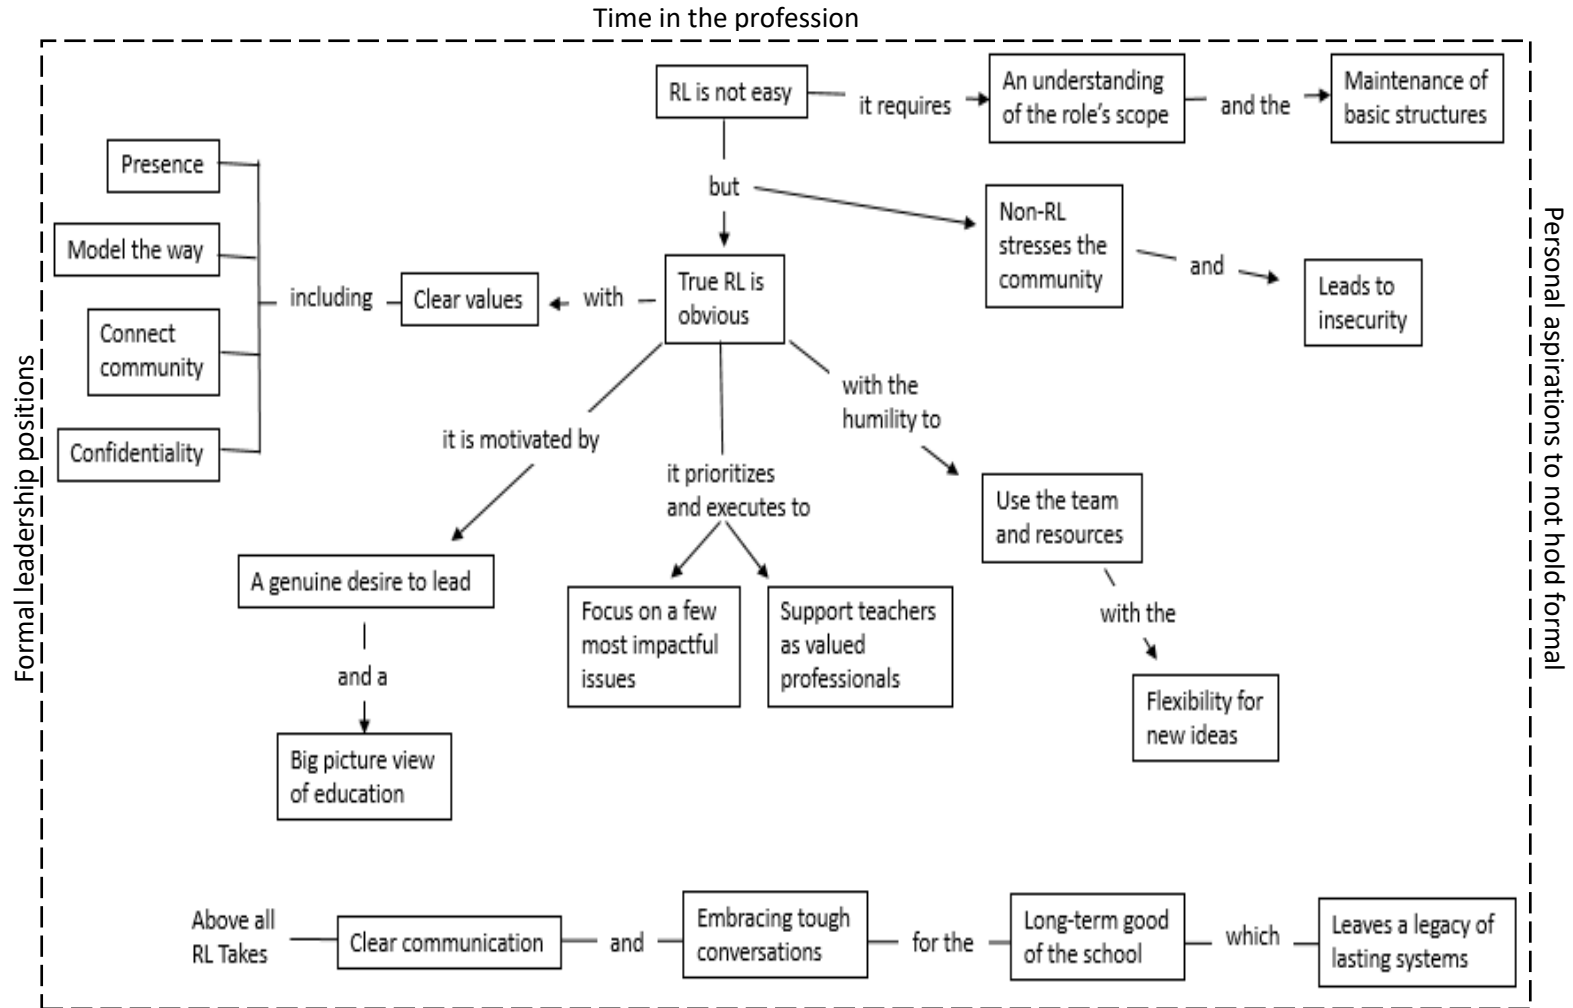 Time in the profession
RL is not easy
it requires
An understanding
of the role's scope
and the
Maintenance of
basic structures
but
Non-RL
stresses the
community
and
Leads to
insecurity
True RL is
obvious
with
Clear values
including
Presence
Model the way
Connect
community
Confidentiality
it is motivated by
A genuine desire to lead
and a
Big picture view
of education
it prioritizes
and executes to
Focus on a few
most impactful
issues
Support teachers
as valued
professionals
with the
humility to
Use the team
and resources
with the
Flexibility for
new ideas
Above all
RL Takes
Clear communication
and
Embracing tough
conversations
for the
Long-term good
of the school
which
Leaves a legacy of
lasting systems
Formal leadership positions
Personal aspirations to not hold formal